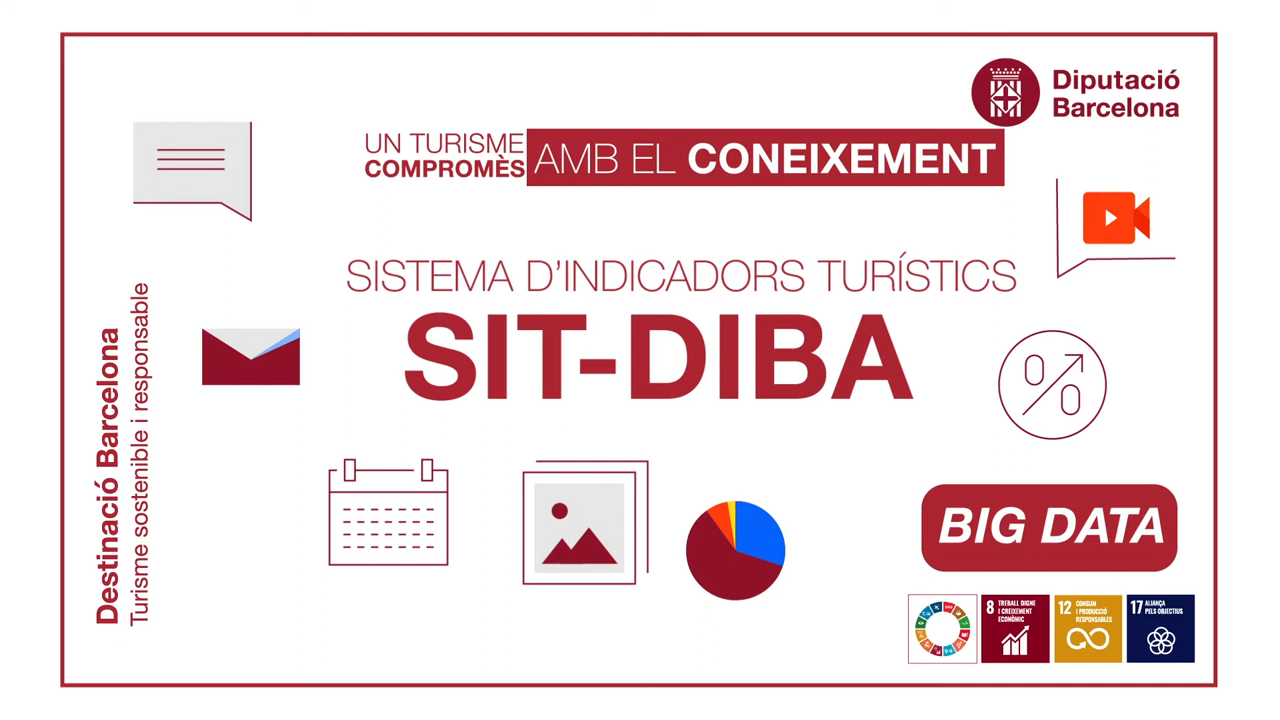 Diputació
Barcelona
UN TURISME
COMPROMÈS
AMB EL CONEIXEMENT
SISTEMA D'INDICADORS TURÍSTICS
SIT-DIBA
Destinació Barcelona
Turisme sostenible i responsable
BIG DATA
8 TREBALL DIGNE
I CREIXEMENT
ECONÒMIC
12 CONSUM
I PRODUCCIÓ
RESPONSABLES
17 ALIANÇA
PELS OBJECTIUS